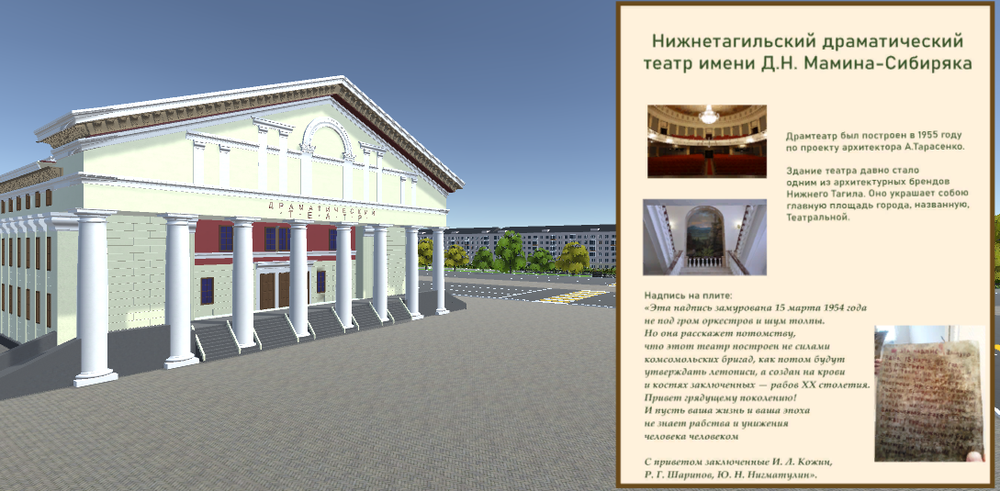 ДРАМАТИЧЕСКИЙ
ТЕАТР
Нижнетагильский драматический
театр имени Д.Н. Мамина-Сибиряка
Драмтеатр был построен в 1955 году
по проекту архитектора А.Тарасенко.
Здание театра давно стало
одним из архитектурных брендов
Нижнего Тагила. Оно украшает собою
главную площадь города, названную,
Театральной.
Надпись на плите:
«Эта надпись замурована 15 марта 1954 года
не под гром оркестров и шум толпы.
Но она расскажет потомству,
что этот театр построен не силами
комсомольских бригад, как потом будут
утверждать летописи, а создан на крови
и костях заключенных — рабов XX столетия.
Привет грядущему поколению!
И пусть ваша жизнь и ваша эпоха
не знает рабства и унижения
человека человеком
С приветом заключенные И. Л. Кожин,
Р. Г. Шарипов, Ю. Н. Нигматулин».